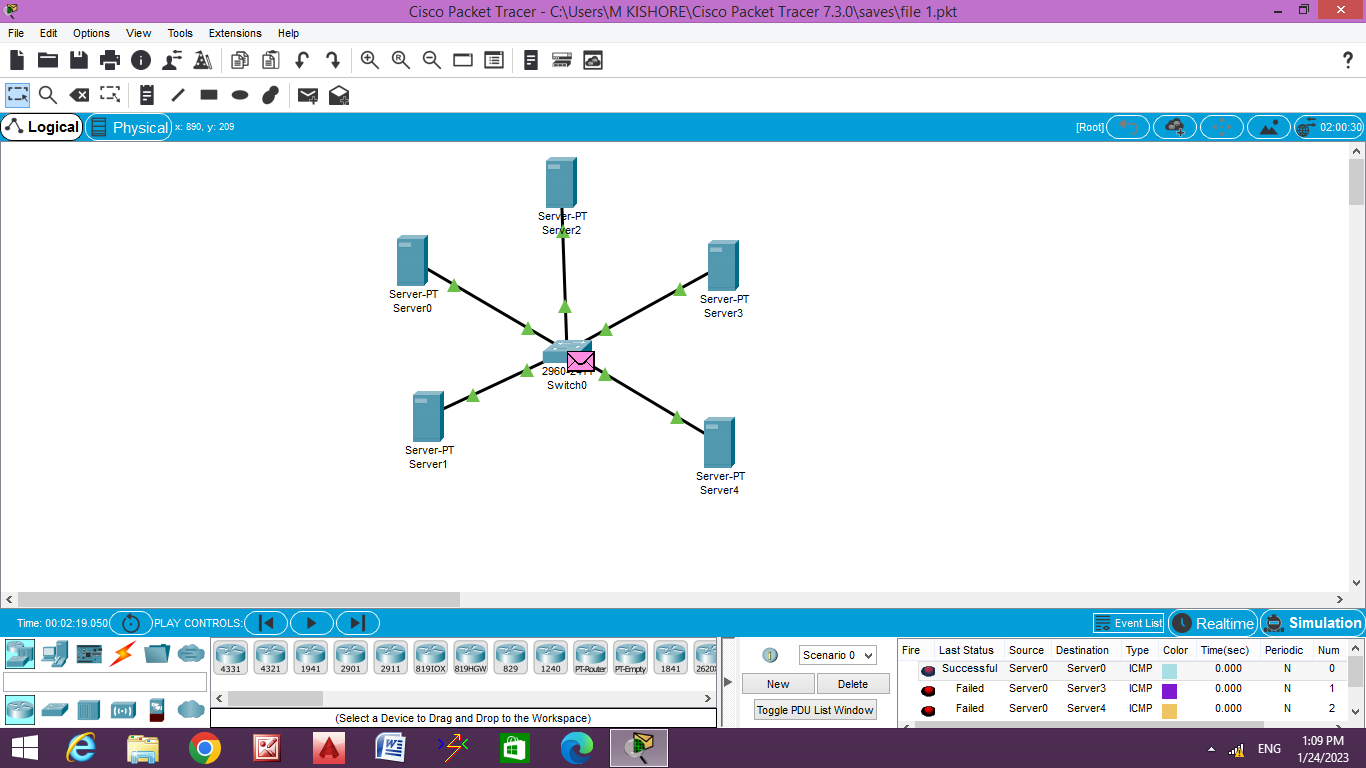 Cisco Packet Tracer - C:\Users\M KISHORE\Cisco Packet Tracer 7.3.0\saves\file 1.pkt
File Edit Options View Tools Extensions Help
Logical Physical x: 890, y: 209 [Root] 02:00:30
Server-PT
Server2
Server-PT
Server0
Server-PT
Server3
Switch0
Server-PT
Server1
Server-PT
Server4
Time: 00:02:19.050 PLAY CONTROLS: Event List Realtime Simulation
4331 4321 1941 2901 2911 819IOX 819HGW 829 1240 PT-Router PT-Empty 1841
(Select a Device to Drag and Drop to the Workspace)
Scenario 0
New Delete
Toggle PDU List Window
Fire Last Status Source Destination Type Color Time(sec) Periodic Num
Successful Server0 Server0 ICMP 0.000 N 0
Failed Server0 Server3 ICMP 0.000 N 1
Failed Server0 Server4 ICMP 0.000 N 2
ENG
1:09 PM
1/24/2023